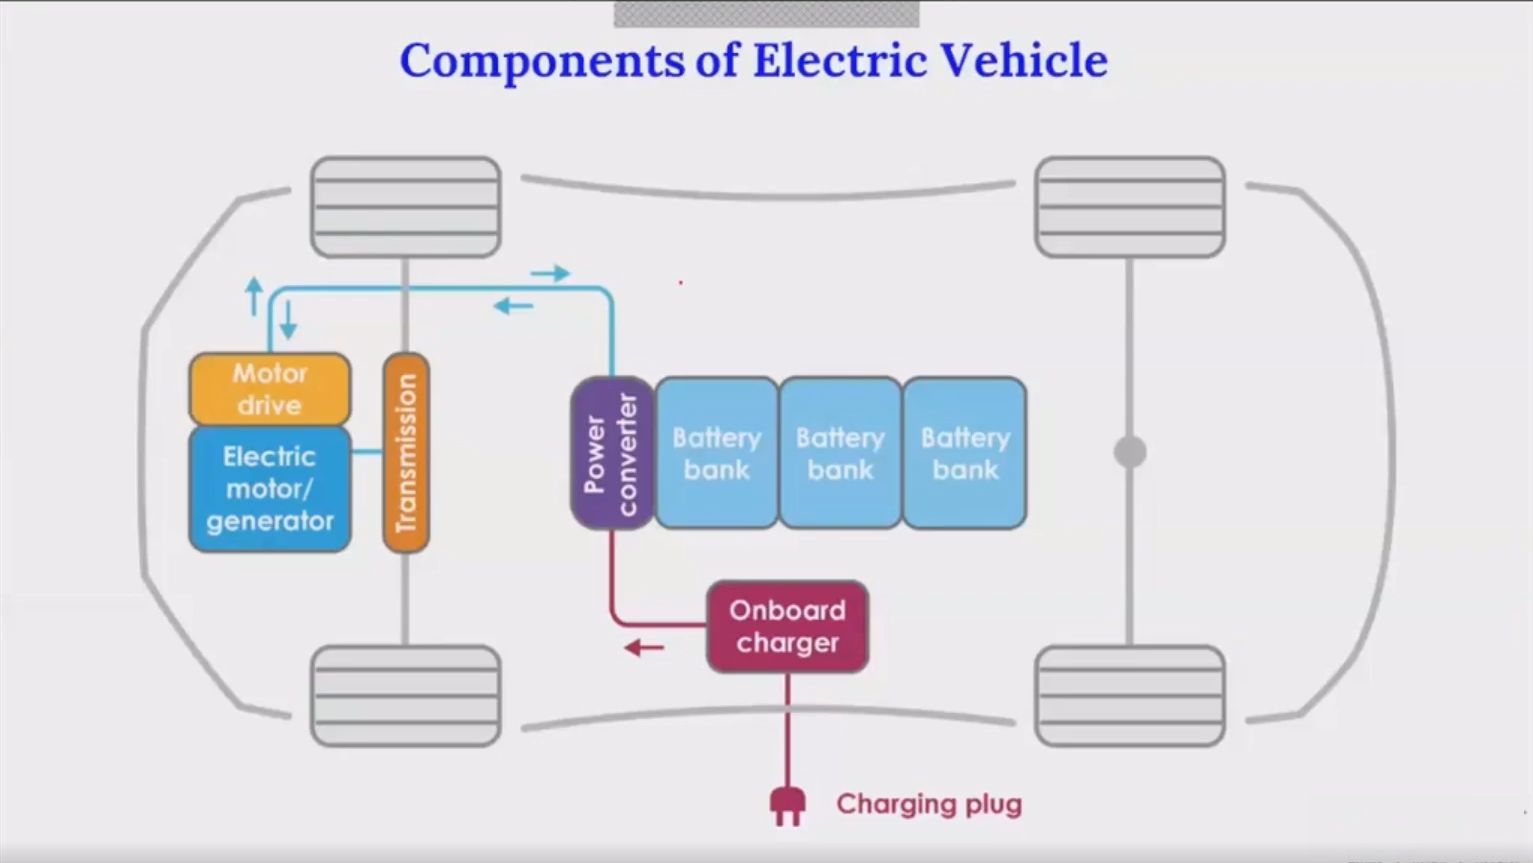 Components of Electric Vehicle
Motor
drive
Electric
motor/
generator
Transmission
Power
converter
Battery
bank
Battery
bank
Battery
bank
Onboard
charger
Charging plug